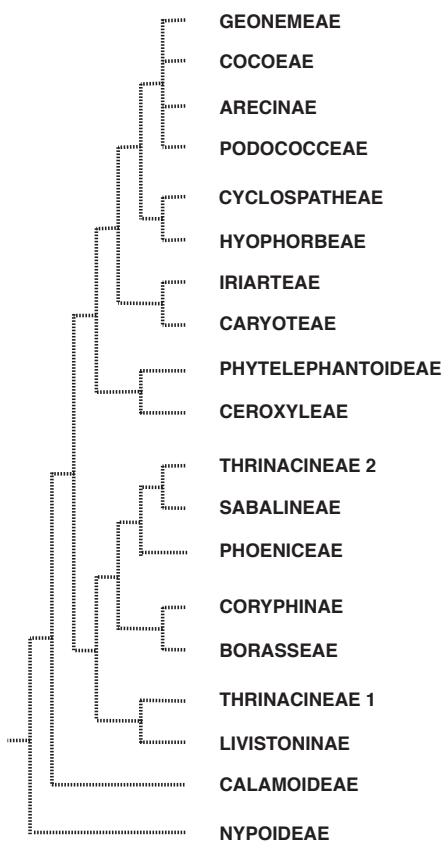 GEONEMEAE
COCOEAE
ARECINAE
PODOCOCCEAE
CYCLOSPATHEAE
HYOPHORBEAE
IRIARTEAE
CARYOTEAE
PHYTELEPHANTOIDEAE
CEROXYLEAE
THRINACINEAE 2
SABALINEAE
PHOENICEAE
CORYPHINAE
BORASSEAE
THRINACINEAE 1
LIVISTONINAE
CALAMOIDEAE
NYPOIDEAE